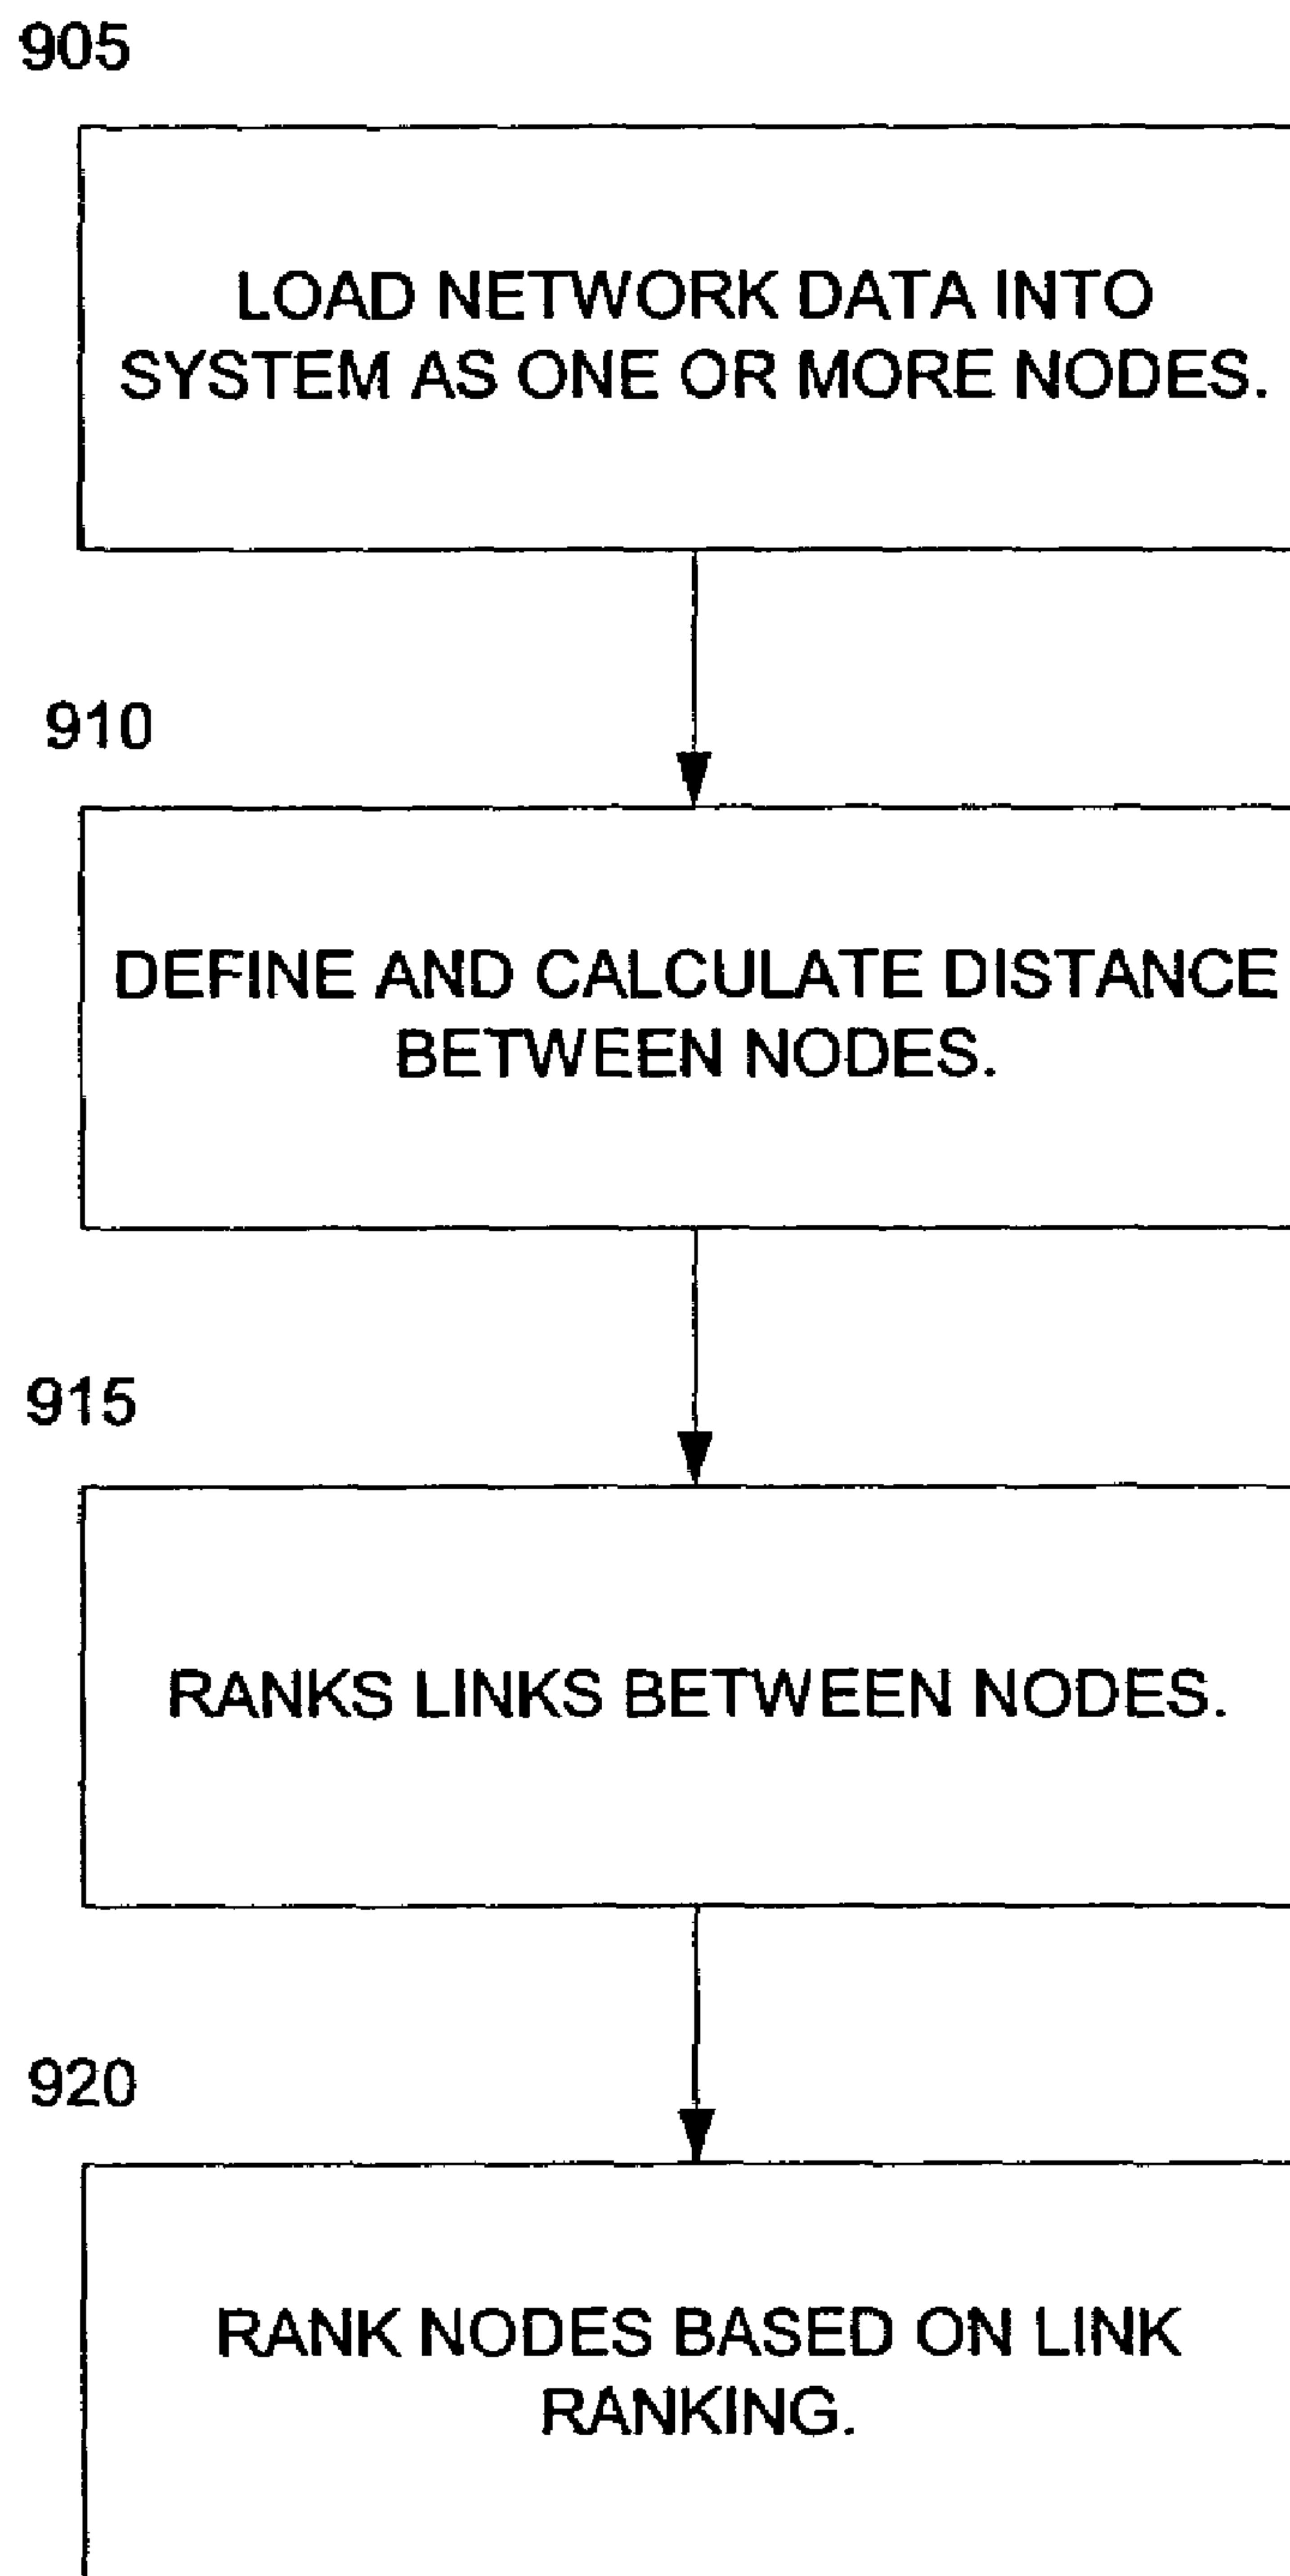 905
LOAD NETWORK DATA INTO
SYSTEM AS ONE OR MORE NODES.
910
DEFINE AND CALCULATE DISTANCE
BETWEEN NODES.
915
RANKS LINKS BETWEEN NODES.
920
RANK NODES BASED ON LINK
RANKING.